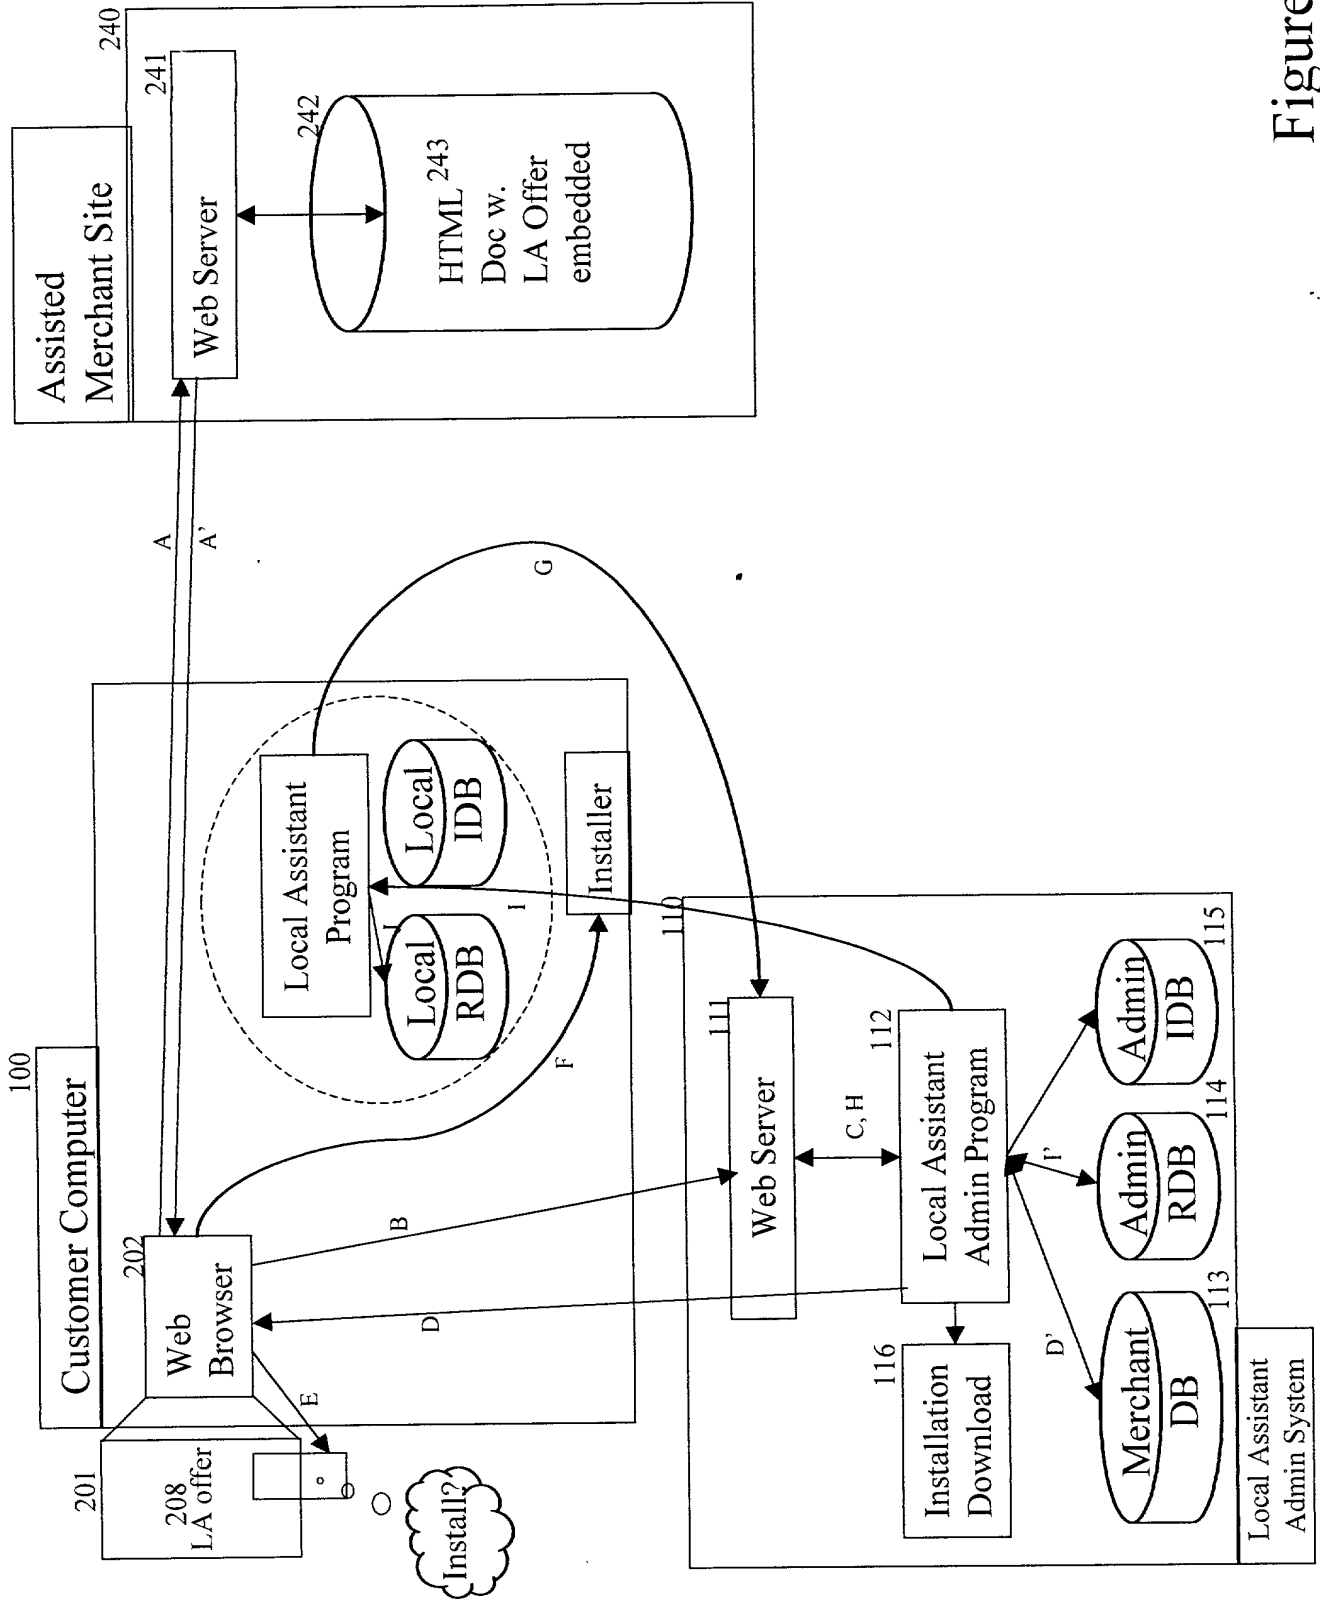 100
Customer Computer
201
208
LA offer
Install?
202
Web
Browser
E
A
A'
B
D
F
G
Local Assistant
Program
J
Local
RDB
Local
IDB
I
Installer
Assisted
Merchant Site
240
241
Web Server
242
HTML 243
Doc w.
LA Offer
embedded
110
111
Web Server
C, H
112
Local Assistant
Admin Program
116
Installation
Download
D'
I'
Merchant
DB
113
Admin
RDB
114
Admin
IDB
115
Local Assistant
Admin System
Figure